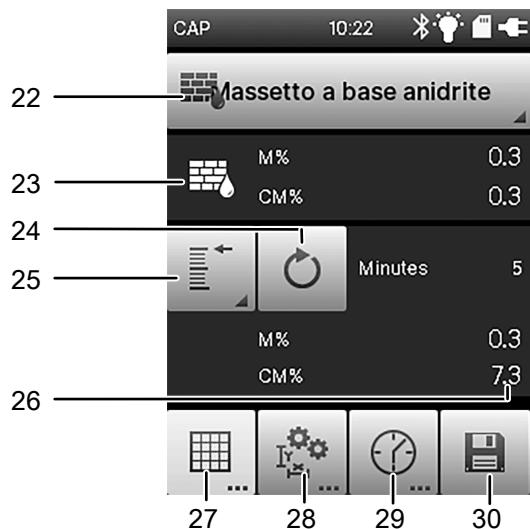 CAP 10:22
22 Massetto a base anidrite
M% 0.3
23
CM% 0.3
24
25 Minutes 5
M% 0.3
CM% 7.3
26
27 28 29 30